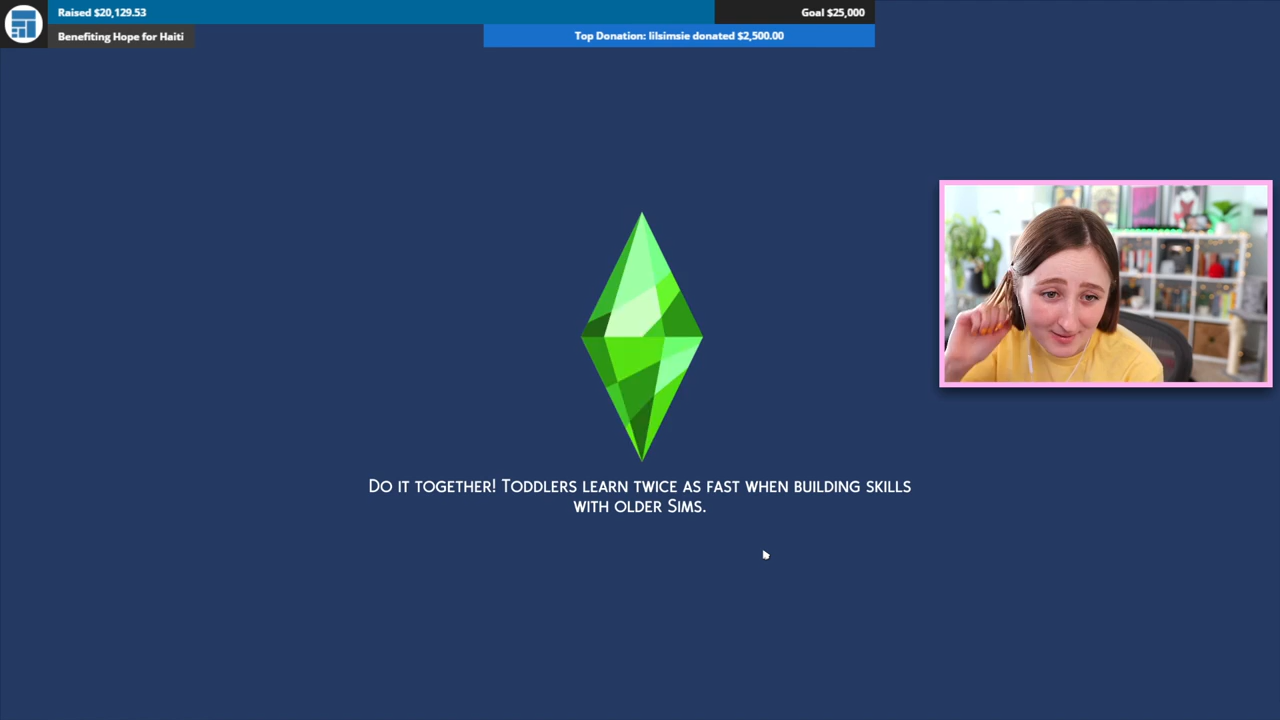 Raised $20,129.53
Goal $25,000
Benefiting Hope for Haiti
Top Donation: lilsimsie donated $2,500.00
Do it together! Toddlers learn twice as fast when building skills
with older Sims.